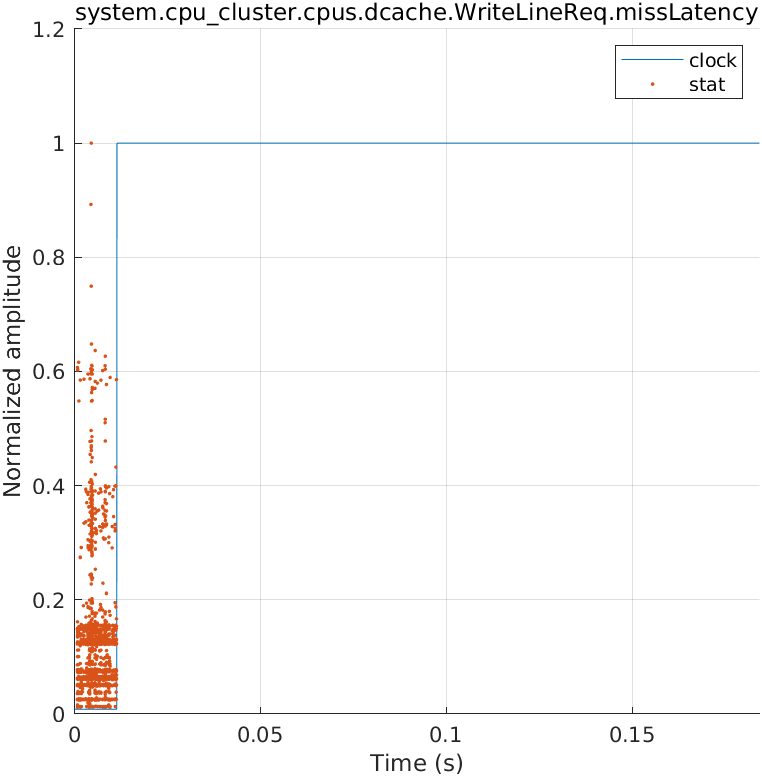 system.cpu_cluster.cpus.dcache.WriteLineReq.missLatency
clock
stat
Normalized amplitude
1.2
1
0.8
0.6
0.4
0.2
0
0
0.05
0.1
0.15
Time (s)